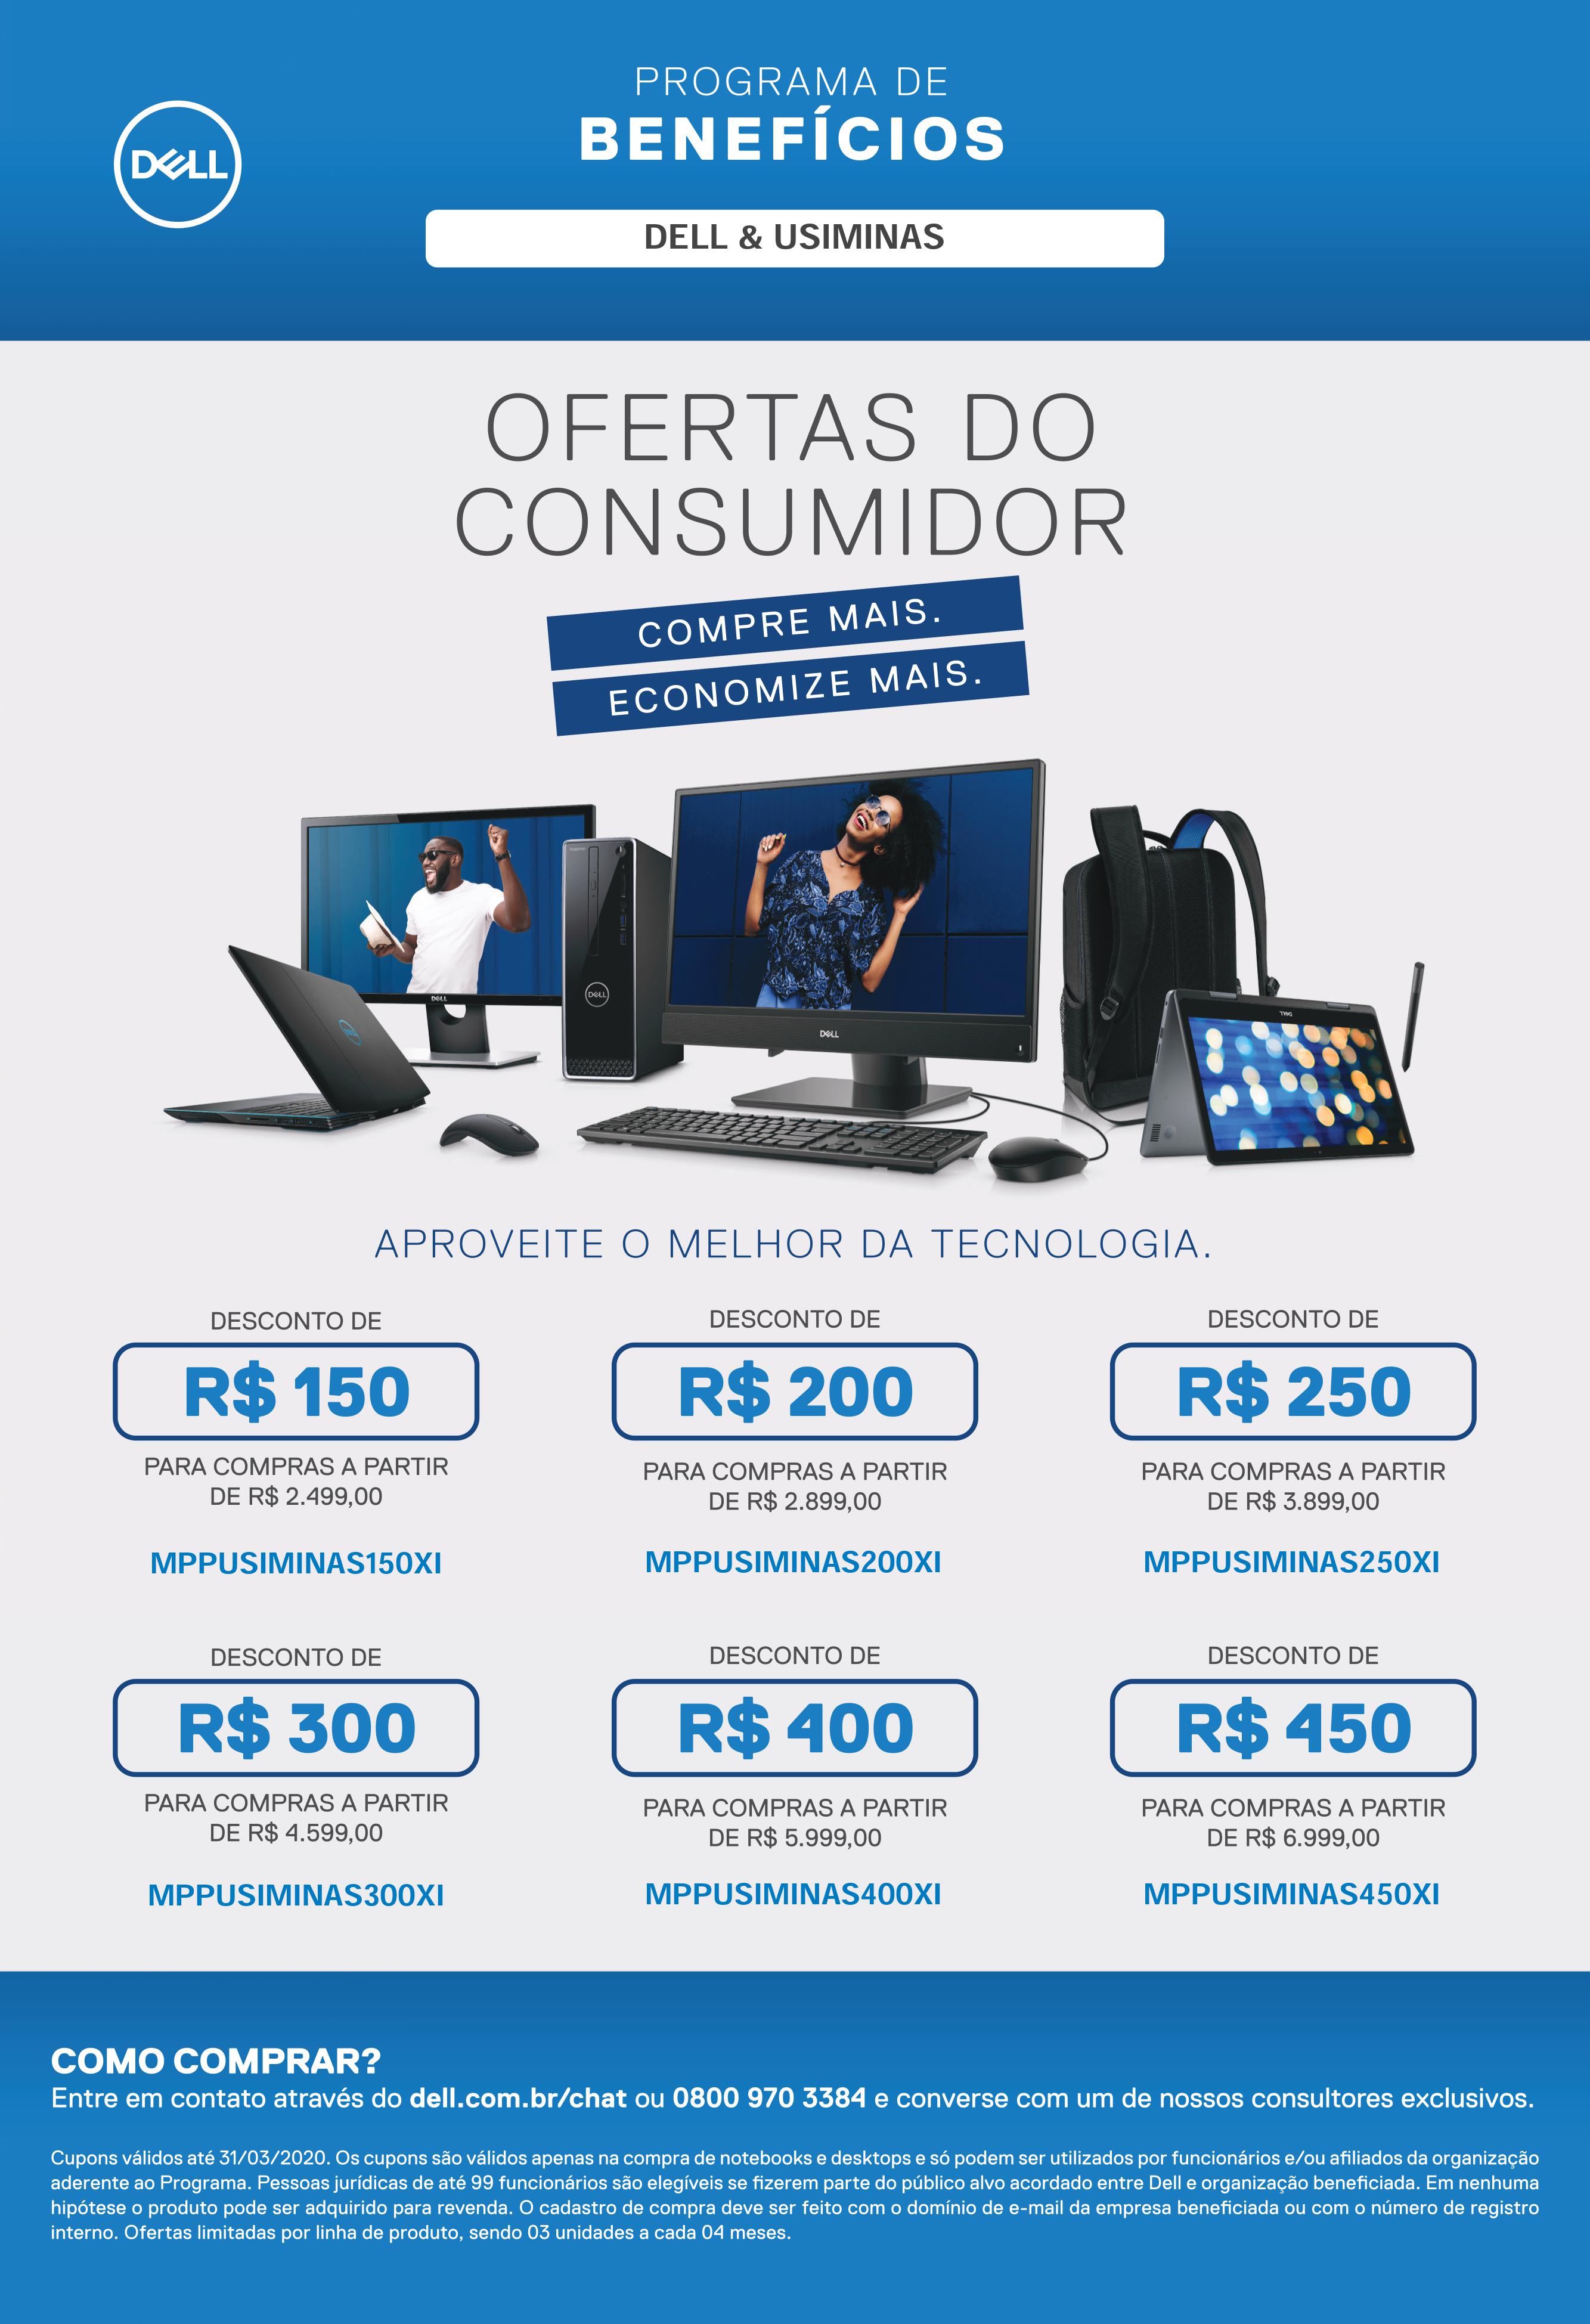 DELL
PROGRAMA DE
BENEFÍCIOS
DELL & USIMINAS
OFERTAS DO
CONSUMIDOR
COMPRE MAIS.
ECONOMIZE MAIS.
DELL
DELL
DELL
DELL
APROVEITE O MELHOR DA TECNOLOGIA.
DESCONTO DE
R$ 150
PARA COMPRAS A PARTIR
DE R$ 2.499,00
MPPUSIMINAS150XI
DESCONTO DE
R$ 200
PARA COMPRAS A PARTIR
DE R$ 2.899,00
MPPUSIMINAS200XI
DESCONTO DE
R$ 250
PARA COMPRAS A PARTIR
DE R$ 3.899,00
MPPUSIMINAS250XI
DESCONTO DE
R$ 300
PARA COMPRAS A PARTIR
DE R$ 4.599,00
MPPUSIMINAS300XI
DESCONTO DE
R$ 400
PARA COMPRAS A PARTIR
DE R$ 5.999,00
MPPUSIMINAS400XI
DESCONTO DE
R$ 450
PARA COMPRAS A PARTIR
DE R$ 6.999,00
MPPUSIMINAS450XI
COMO COMPRAR?
Entre em contato através do dell.com.br/chat ou 0800 970 3384 e converse com um de nossos consultores exclusivos.
Cupons válidos até 31/03/2020. Os cupons são válidos apenas na compra de notebooks e desktops e só podem ser utilizados por funcionários e/ou afiliados da organização
aderente ao Programa. Pessoas jurídicas de até 99 funcionários são elegíveis se fizerem parte do público alvo acordado entre Dell e organização beneficiada. Em nenhuma
hipótese o produto pode ser adquirido para revenda. O cadastro de compra deve ser feito com o domínio de e-mail da empresa beneficiada ou com o número de registro
interno. Ofertas limitadas por linha de produto, sendo 03 unidades a cada 04 meses.